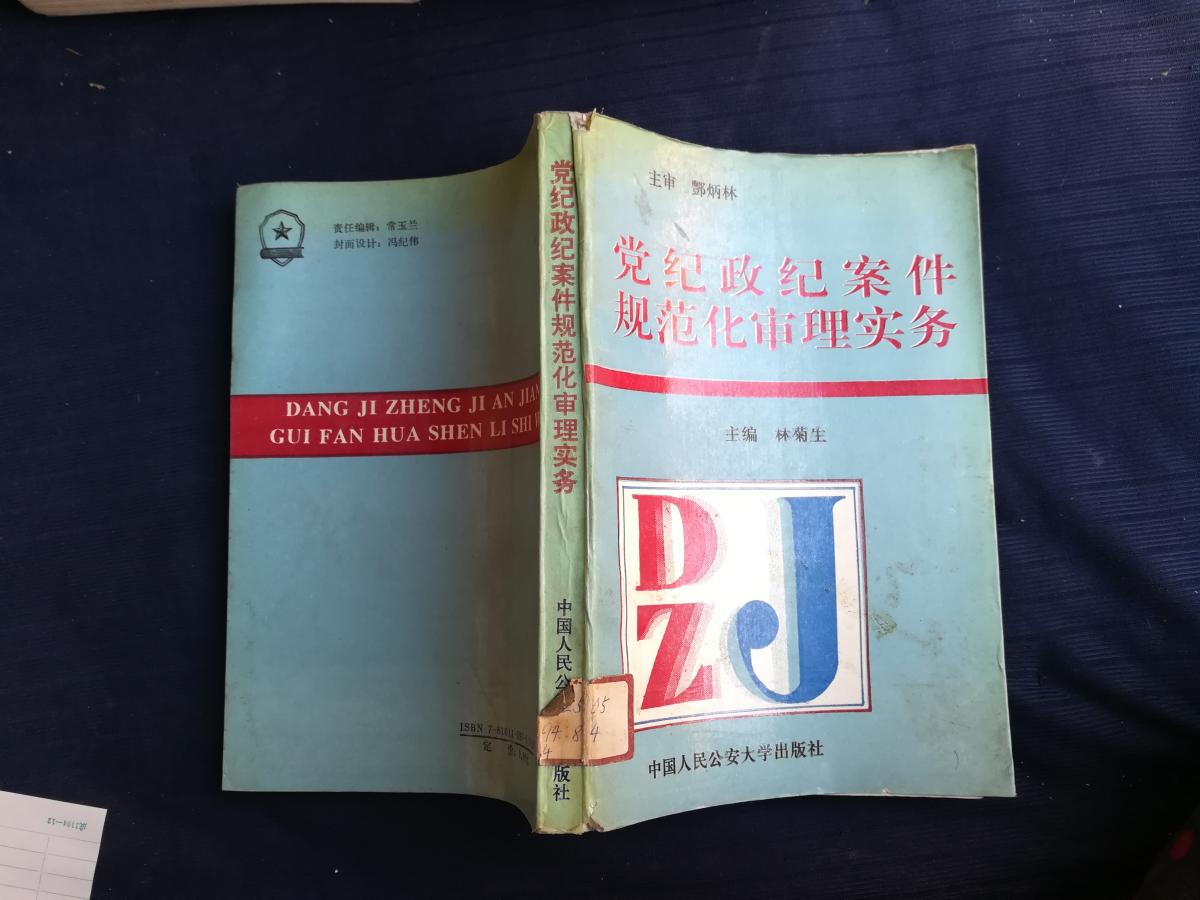 主审 酆炳林
党纪政纪案件
规范化审理实务
主编 林菊生
D
Z
J
中国人民公安大学出版社
党纪政纪案件规范化审理实务
中国人民公
版社
责任编辑：常玉兰
封面设计：冯纪伟
DANG JI ZHENG JI AN JIAN
GUI FAN HUA SHEN LI SHI
ISBN 7-81011-